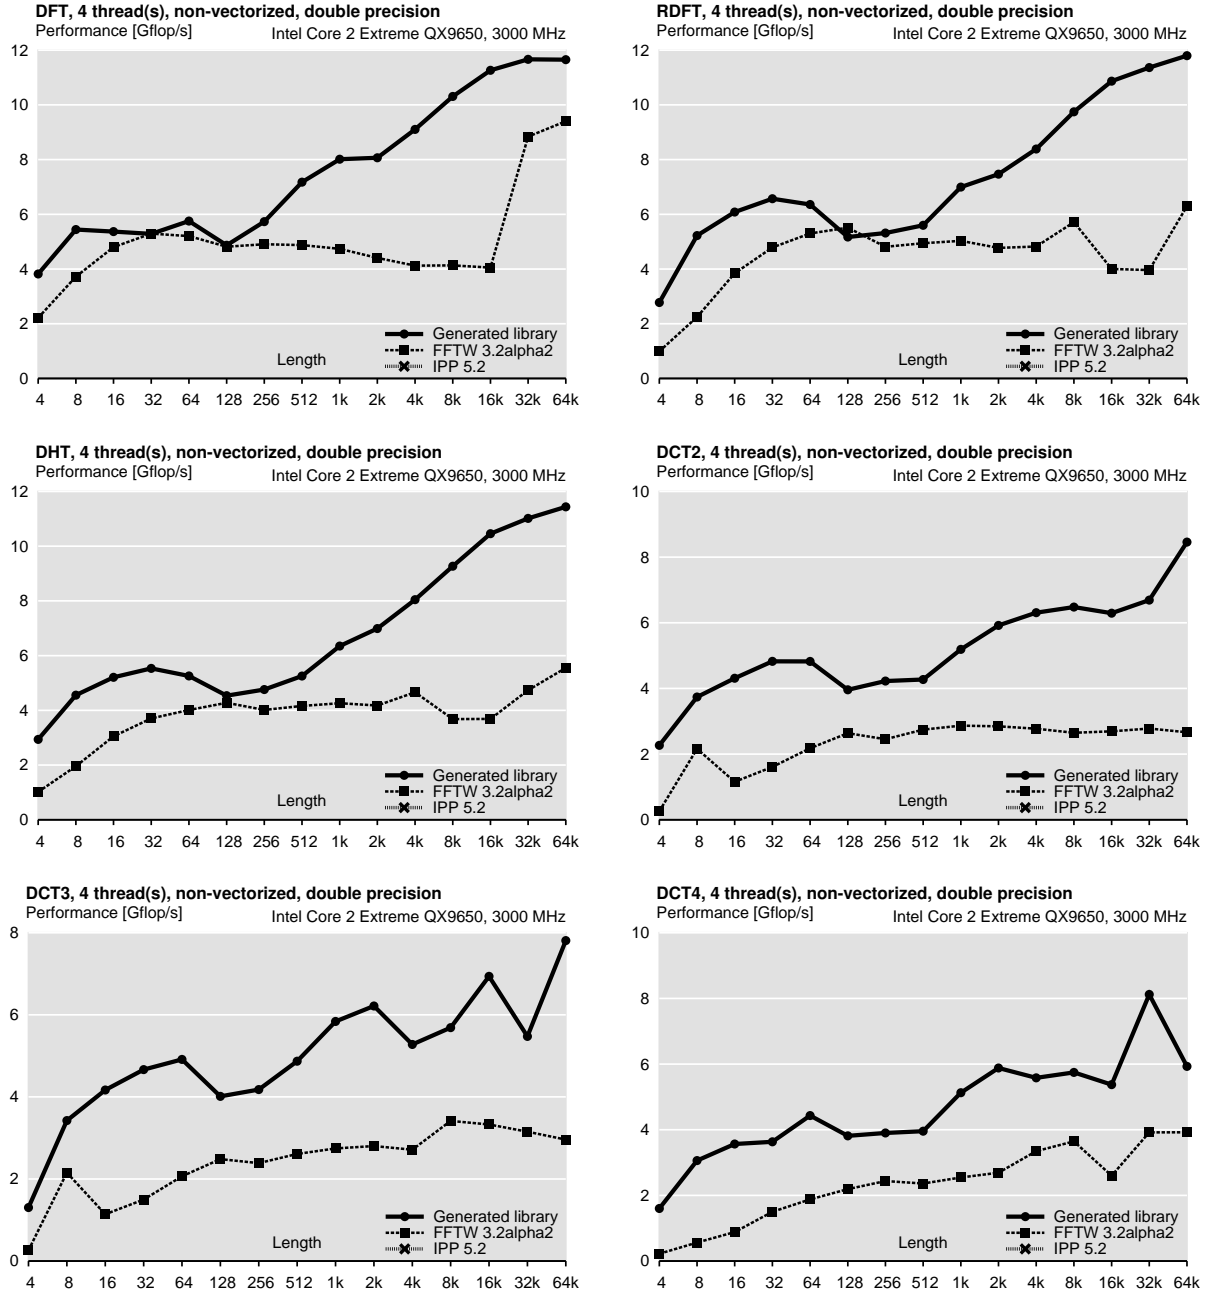 DFT, 4 thread(s), non-vectorized, double precision
Performance [Gflop/s]
Intel Core 2 Extreme QX9650, 3000 MHz
12
10
8
6
4
2
0
Generated library
FFTW 3.2alpha2
IPP 5.2
Length
4 8 16 32 64 128 256 512 1k 2k 4k 8k 16k 32k 64k
RDFT, 4 thread(s), non-vectorized, double precision
Performance [Gflop/s]
Intel Core 2 Extreme QX9650, 3000 MHz
12
10
8
6
4
2
0
Generated library
FFTW 3.2alpha2
IPP 5.2
Length
4 8 16 32 64 128 256 512 1k 2k 4k 8k 16k 32k 64k
DHT, 4 thread(s), non-vectorized, double precision
Performance [Gflop/s]
Intel Core 2 Extreme QX9650, 3000 MHz
12
10
8
6
4
2
0
Generated library
FFTW 3.2alpha2
IPP 5.2
Length
4 8 16 32 64 128 256 512 1k 2k 4k 8k 16k 32k 64k
DCT2, 4 thread(s), non-vectorized, double precision
Performance [Gflop/s]
Intel Core 2 Extreme QX9650, 3000 MHz
10
8
6
4
2
0
Generated library
FFTW 3.2alpha2
IPP 5.2
Length
4 8 16 32 64 128 256 512 1k 2k 4k 8k 16k 32k 64k
DCT3, 4 thread(s), non-vectorized, double precision
Performance [Gflop/s]
Intel Core 2 Extreme QX9650, 3000 MHz
8
6
4
2
0
Generated library
FFTW 3.2alpha2
IPP 5.2
Length
4 8 16 32 64 128 256 512 1k 2k 4k 8k 16k 32k 64k
DCT4, 4 thread(s), non-vectorized, double precision
Performance [Gflop/s]
Intel Core 2 Extreme QX9650, 3000 MHz
10
8
6
4
2
0
Generated library
FFTW 3.2alpha2
IPP 5.2
Length
4 8 16 32 64 128 256 512 1k 2k 4k 8k 16k 32k 64k